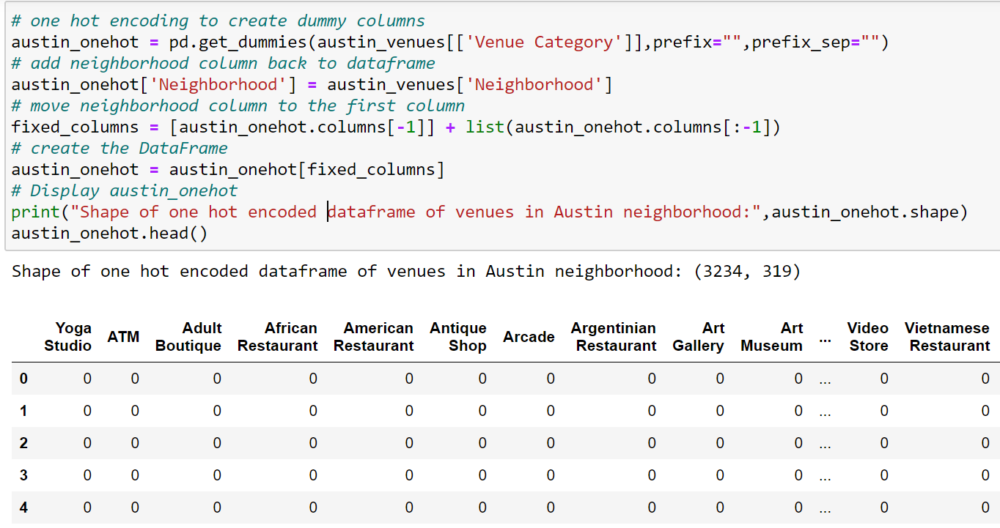 # one hot encoding to create dummy columns
austin_onehot = pd.get_dummies(austin_venues[['Venue Category']],prefix="",prefix_sep="")
# add neighborhood column back to dataframe
austin_onehot['Neighborhood'] = austin_venues['Neighborhood']
# move neighborhood column to the first column
fixed_columns = [austin_onehot.columns[-1]] + list(austin_onehot.columns[:-1])
# create the DataFrame
austin_onehot = austin_onehot[fixed_columns]
# Display austin_onehot
print("Shape of one hot encoded dataframe of venues in Austin neighborhood:",austin_onehot.shape)
austin_onehot.head()
Shape of one hot encoded dataframe of venues in Austin neighborhood: (3234, 319)
Yoga Adult African American Antique Argentinian Art Art Video Vietnamese
Studio ATM Boutique Restaurant Restaurant Shop Arcade Restaurant Gallery Museum ... Store Restaurant
0 0 0 0 0 0 0 0 0 0 0 ... 0 0
1 0 0 0 0 0 0 0 0 0 0 ... 0 0
2 0 0 0 0 0 0 0 0 0 0 ... 0 0
3 0 0 0 0 0 0 0 0 0 0 ... 0 0
4 0 0 0 0 0 0 0 0 0 0 ... 0 0